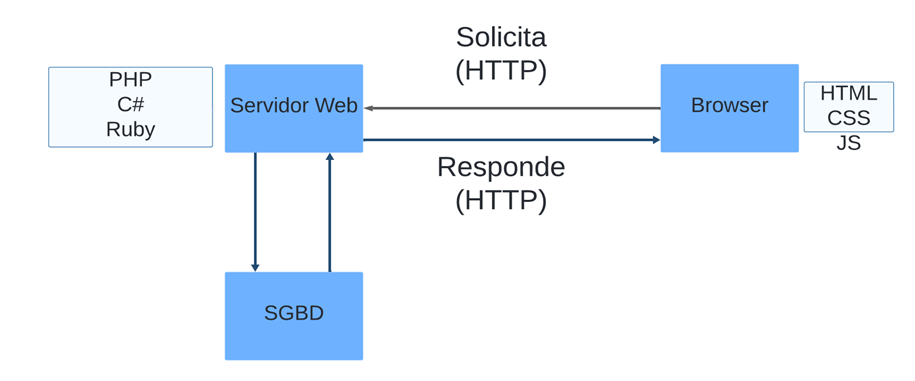 Solicita
(HTTP)
PHP
C#
Ruby
Servidor Web
Browser
HTML
CSS
JS
Responde
(HTTP)
SGBD